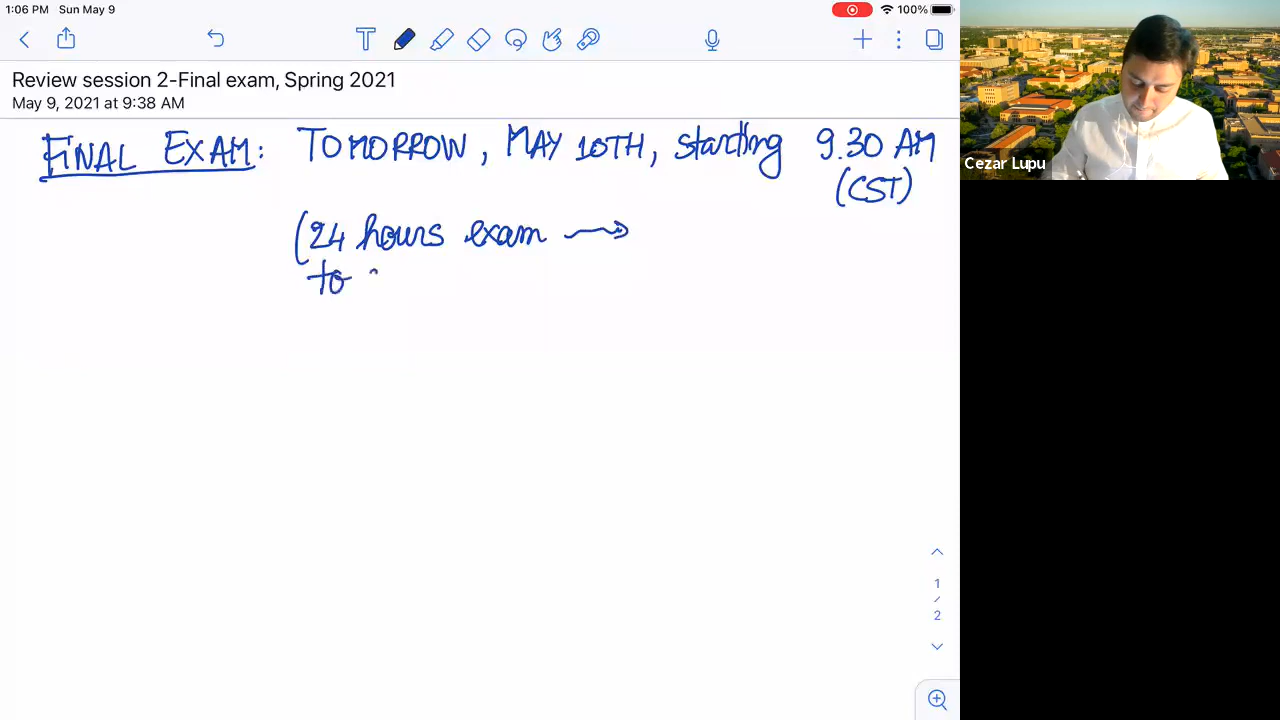 1:06 PM Sun May 9
100%
Review session 2-Final exam, Spring 2021
May 9, 2021 at 9:38 AM
FINAL EXAM: TOMORROW, MAY 10TH, starting 9.30 AM
(CST)
(24 hours exam →
to
Cezar Lupu
1
/
2